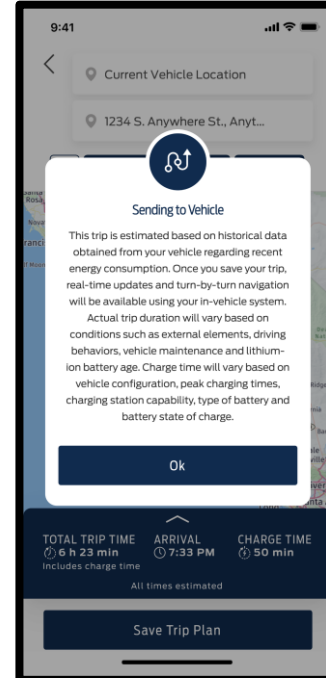 9:41
Current Vehicle Location
1234 S. Anywhere St., Anyt...
Sending to Vehicle
This trip is estimated based on historical data
obtained from your vehicle regarding recent
energy consumption. Once you save your trip,
real-time updates and turn-by-turn navigation
will be available using your in-vehicle system.
Actual trip duration will vary based on
conditions such as external elements, driving
behaviors, vehicle maintenance and lithium-
ion battery age. Charge time will vary based on
vehicle configuration, peak charging times,
charging station capability, type of battery and
battery state of charge.
Ok
TOTAL TRIP TIME ARRIVAL CHARGE TIME
6 h 23 min 7:33 PM 50 min
Includes charge time
All times estimated
Save Trip Plan